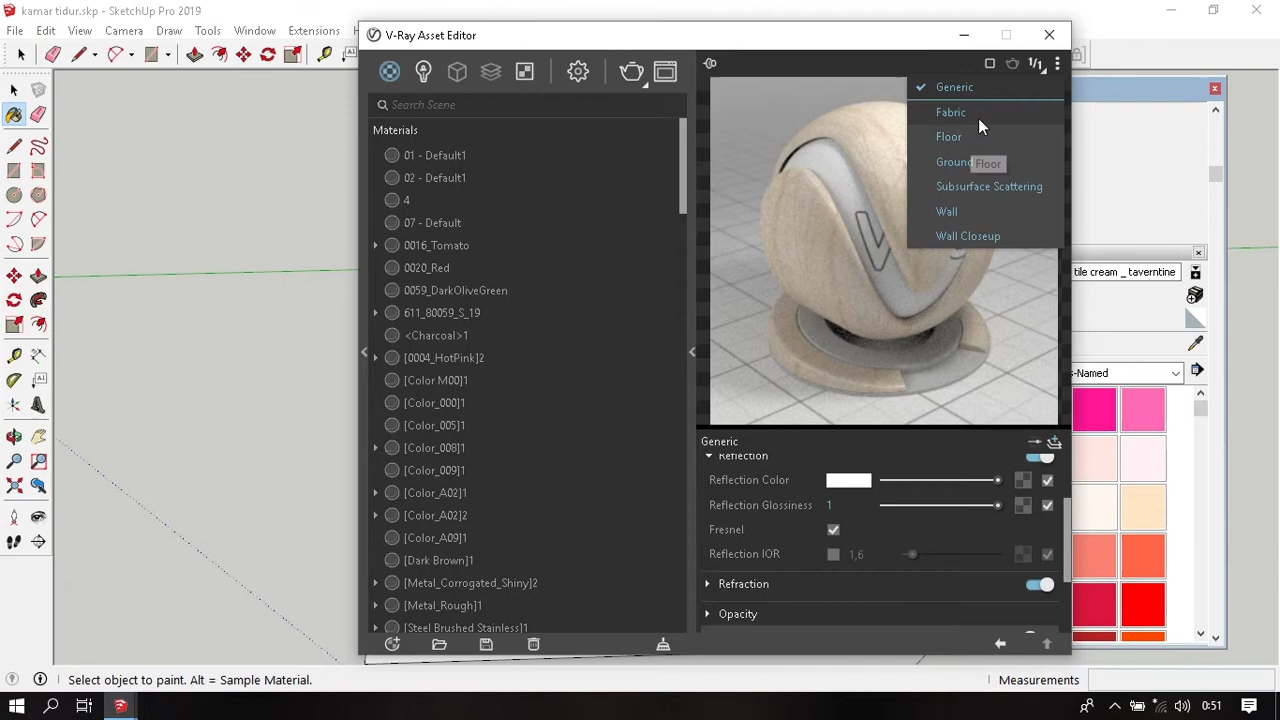 kamar tidur.skp - SketchUp Pro 2019
File Edit View Camera Draw Tools Window Extensions
V-Ray Asset Editor
1/1
Search Scene
Materials
01 - Default1
02 - Default1
4
07 - Default
0016_Tomato
0020_Red
0059_DarkOliveGreen
611_80059_S_19
<Charcoal>1
[0004_HotPink]2
[Color M00]1
[Color_000]1
[Color_005]1
[Color_008]1
[Color_009]1
[Color_A02]1
[Color_A02]2
[Color_A09]1
[Dark Brown]1
[Metal_Corrogated_Shiny]2
[Metal_Rough]1
[Steel Brushed Stainless]1
Generic
Fabric
Floor
Ground
Floor
Subsurface Scattering
Wall
Wall Closeup
Generic
Reflection
Reflection Color
Reflection Glossiness 1
Fresnel
Reflection IOR 1,6
Refraction
Opacity
tile cream _ taverntine
s-Named
Select object to paint. Alt = Sample Material.
Measurements
0:51